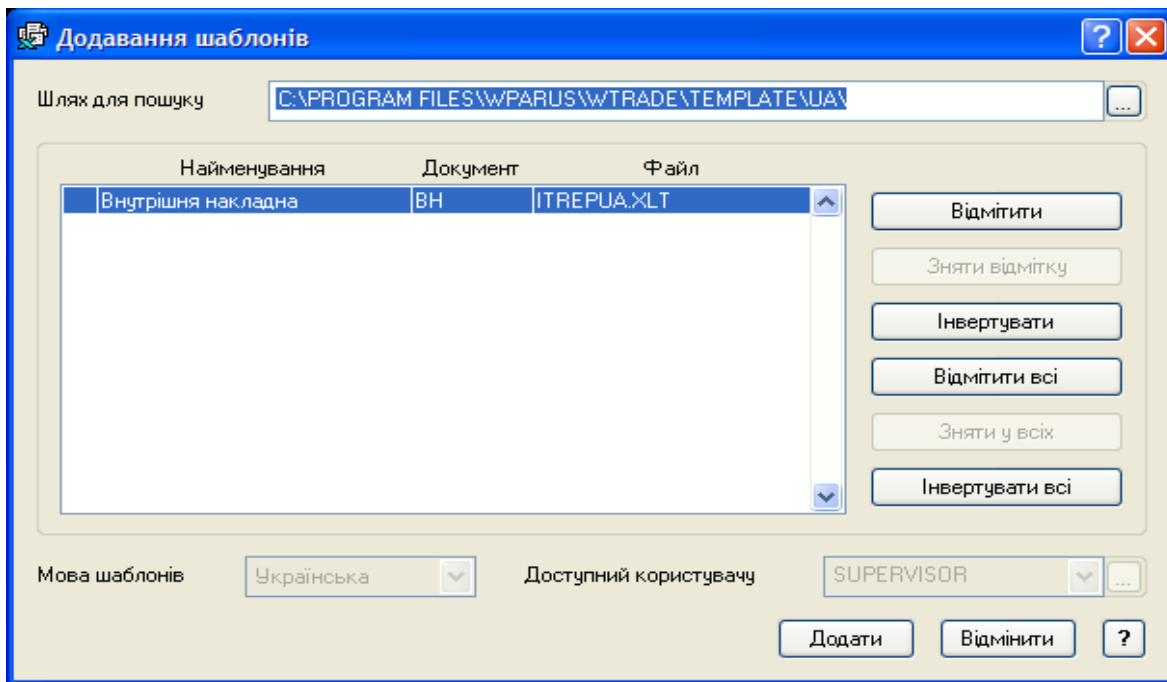 Додавання шаблонів
Шлях для пошуку C:\PROGRAM FILES\WPARUS\WTRADE\TEMPLATE\UA\ ...
Найменування Документ Файл
Внутрішня накладна ВН ITREPUA.XLT
Відмітити
Зняти відмітку
Інвертувати
Відмітити всі
Зняти у всіх
Інвертувати всі
Мова шаблонів Українська Доступний користувачу SUPERVISOR ...
Додати Відмінити ?